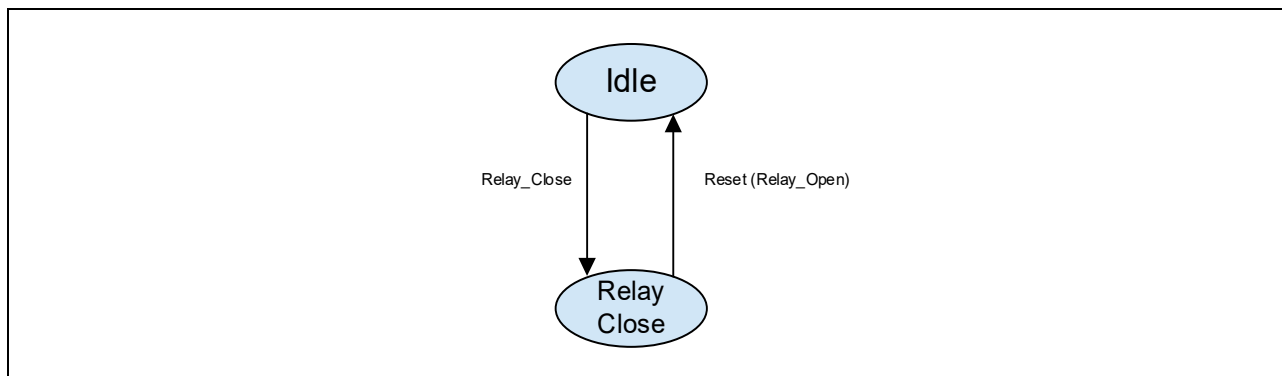 Idle
Relay_Close
Reset (Relay_Open)
Relay
Close